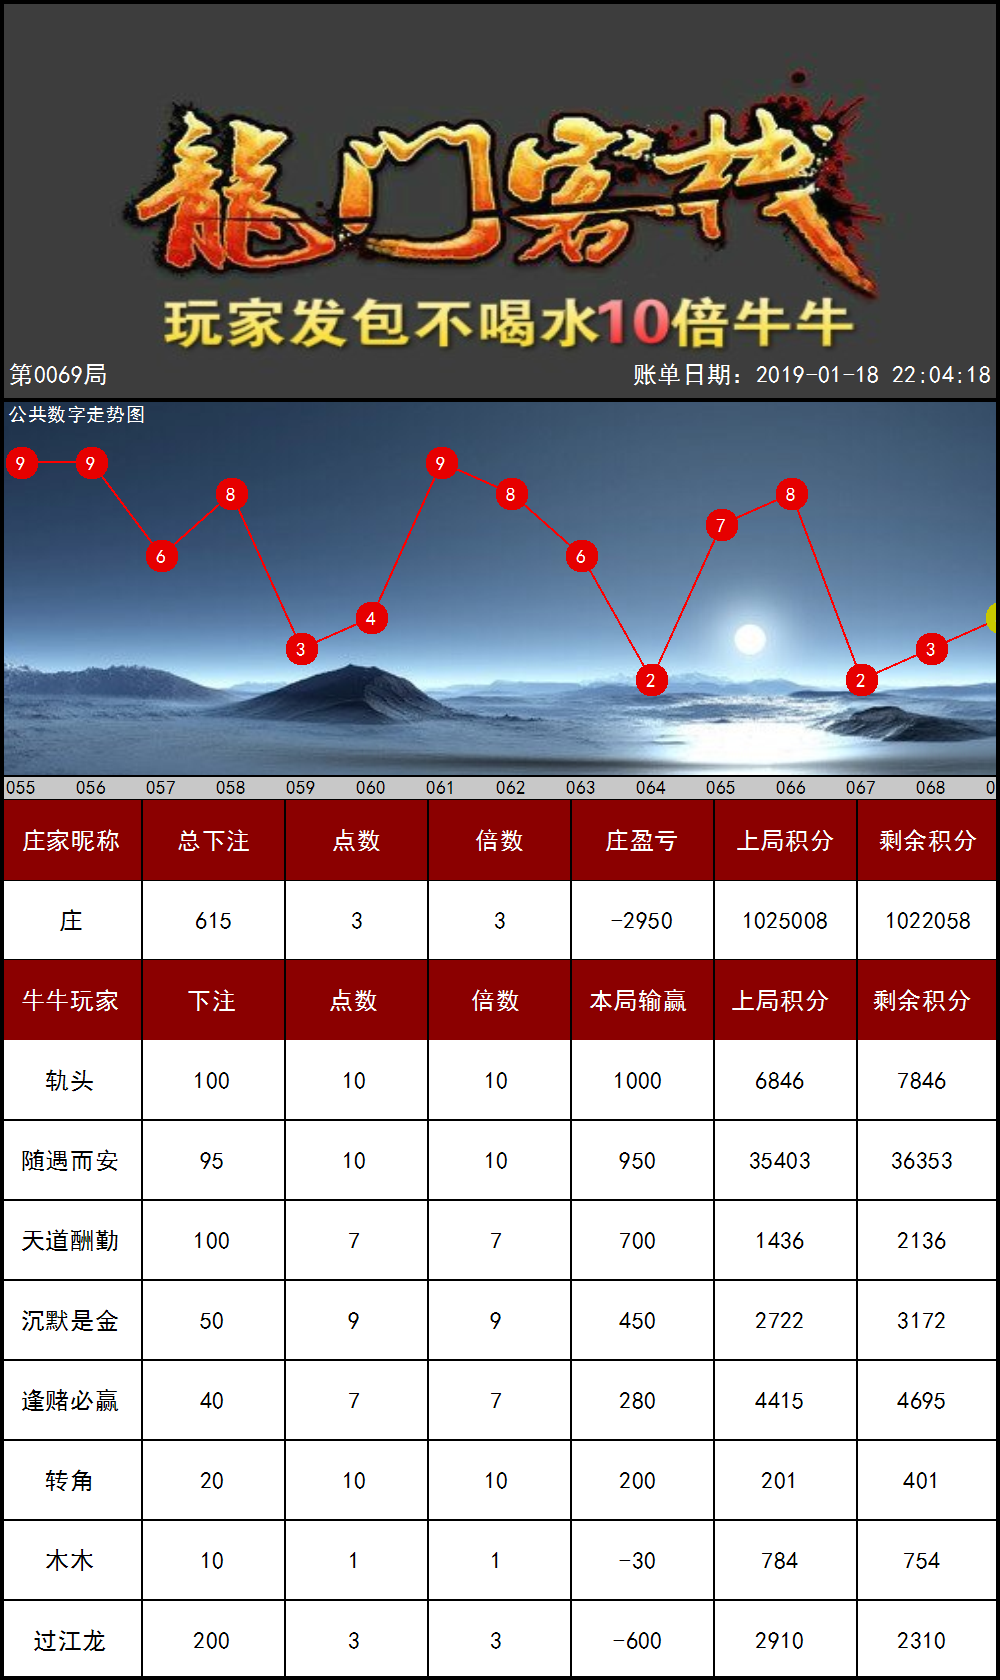 龍门客栈
玩家发包不喝水10倍牛牛
第0069局 账单日期：2019-01-18 22:04:18
公共数字走势图
9 9 6 8 3 4 9 8 6 2 7 8 2 3
055 056 057 058 059 060 061 062 063 064 065 066 067 068 0
庄家昵称 总下注 点数 倍数 庄盈亏 上局积分 剩余积分
庄 615 3 3 -2950 1025008 1022058
牛牛玩家 下注 点数 倍数 本局输赢 上局积分 剩余积分
轨头 100 10 10 1000 6846 7846
随遇而安 95 10 10 950 35403 36353
天道酬勤 100 7 7 700 1436 2136
沉默是金 50 9 9 450 2722 3172
逢赌必赢 40 7 7 280 4415 4695
转角 20 10 10 200 201 401
木木 10 1 1 -30 784 754
过江龙 200 3 3 -600 2910 2310